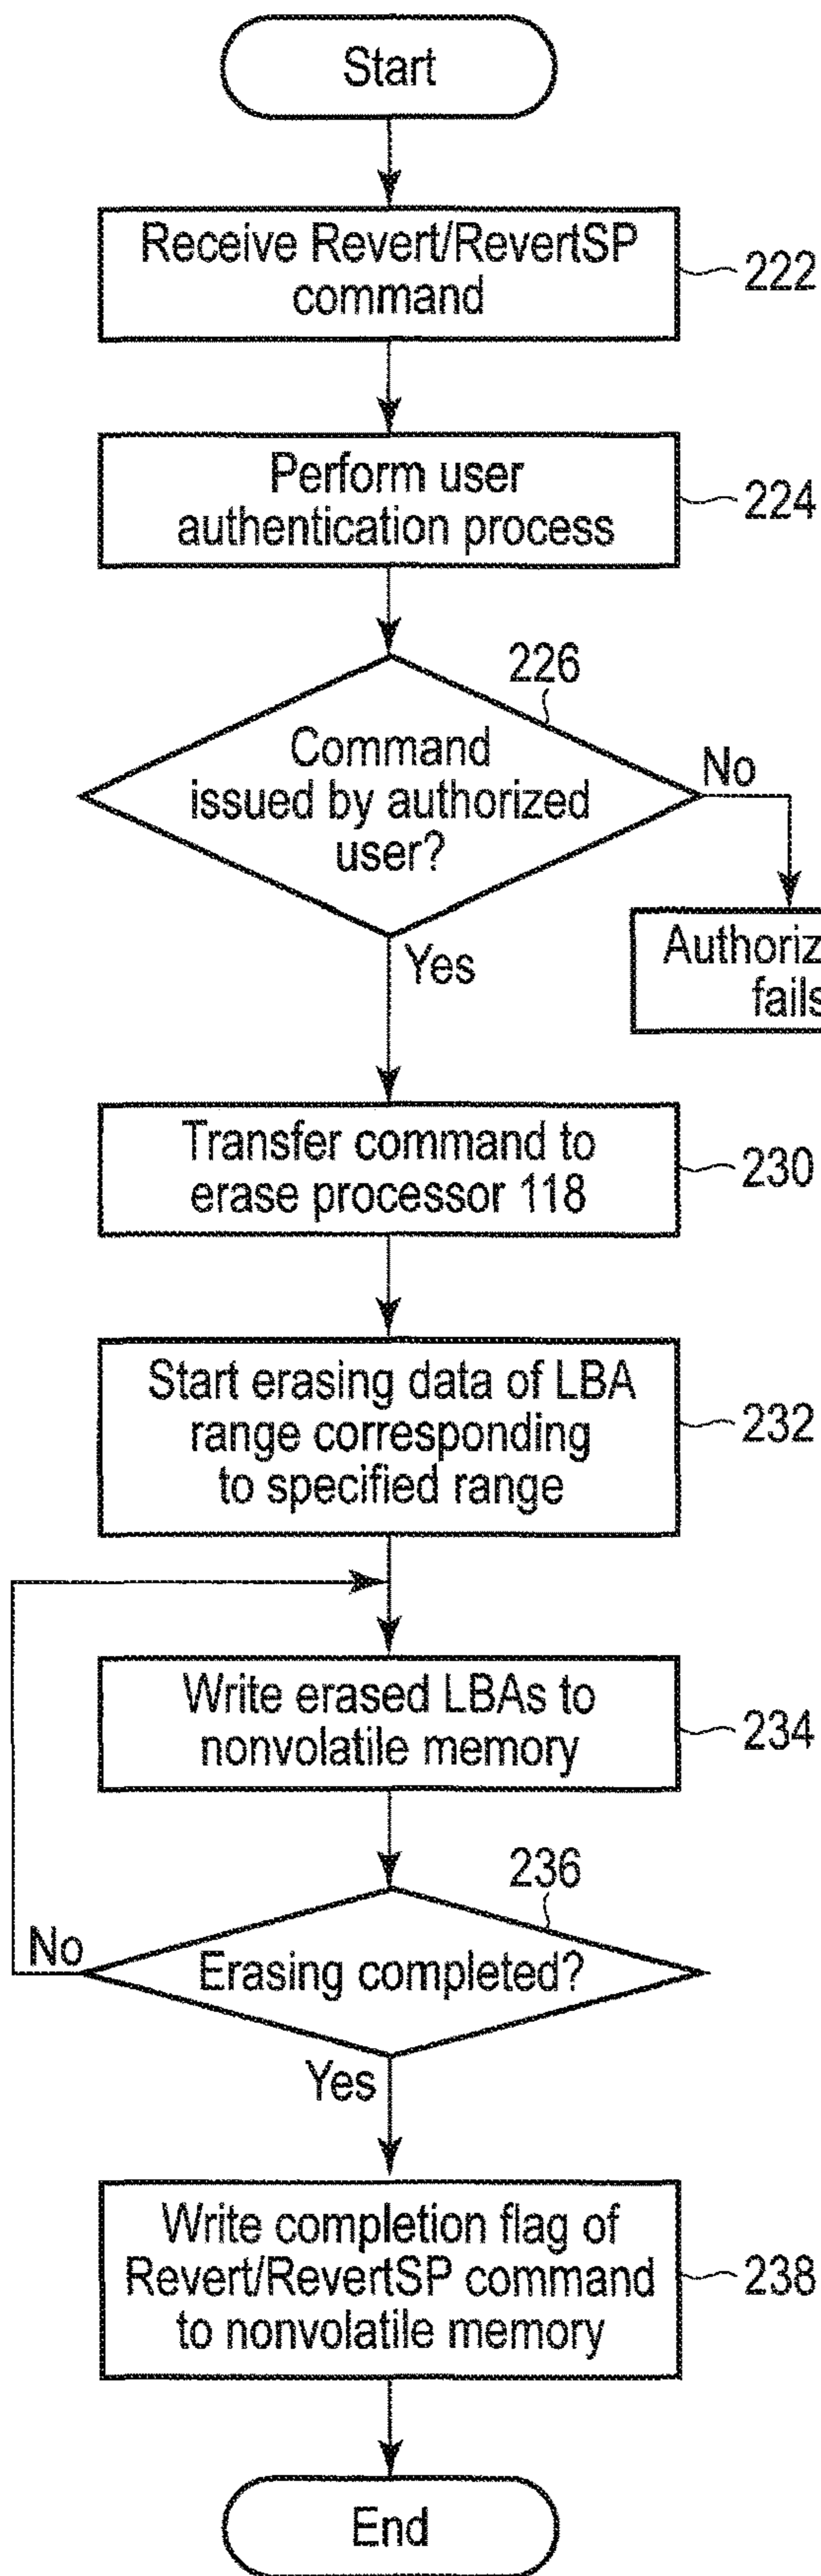 Start
Receive Revert/RevertSP
command
222
Perform user
authentication process
224
226
Command
issued by authorized
user?
No
Yes
Authoriz
fails
Transfer command to
erase processor 118
230
Start erasing data of LBA
range corresponding
to specified range
232
Write erased LBAs to
nonvolatile memory
234
236
Erasing completed?
No
Yes
Write completion flag of
Revert/RevertSP command
to nonvolatile memory
238
End